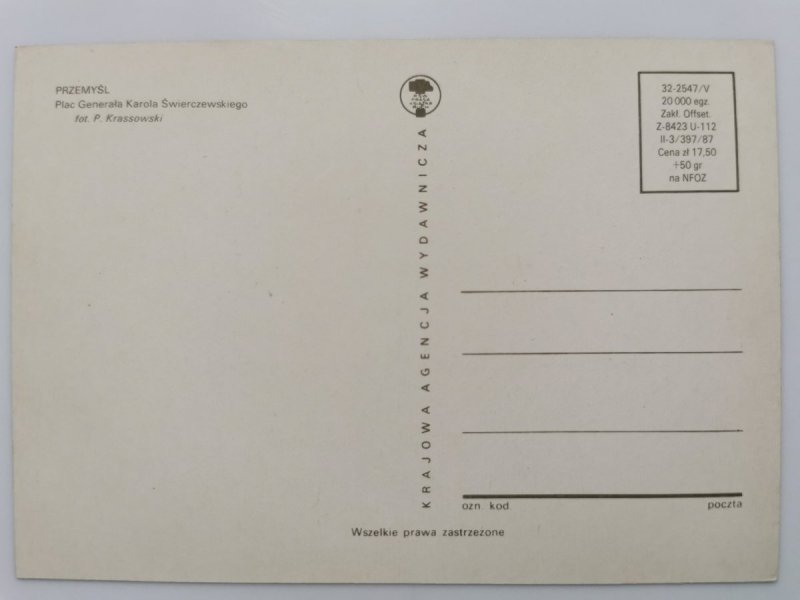 PRZEMYŚL
Plac Generała Karola Świerczewskiego
fot. P. Krassowski
KRAJOWA AGENCJA WYDAWNICZA
32-2547/V
20 000 egz.
Zakł. Offset.
Z-8423 U-112
II-3/397/87
Cena zł 17,50
+50 gr
na NFOZ
ozn. kod.
poczta
Wszelkie prawa zastrzeżone